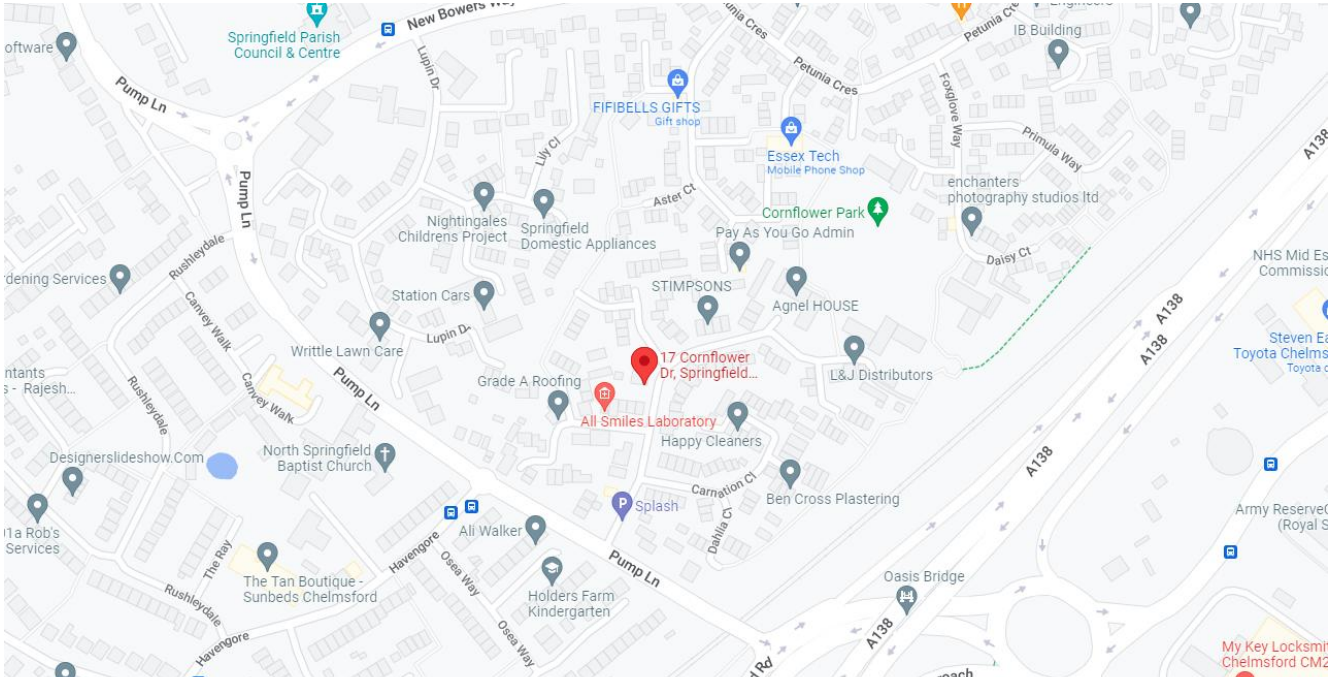 New Bowers Way
Springfield Parish
Council & Centre
Pump Ln
Lupin Dr
Petunia Cres
Petunia Cres
Engineers
IB Building
FIFIBELLS GIFTS
Gift shop
Lily Cl
Petunia Cres
Foxglove Way
Primula Way
A138
Essex Tech
Mobile Phone Shop
Pump Ln
Aster Ct
enchanters
photography studios ltd
Nightingales
Childrens Project
Springfield
Domestic Appliances
Cornflower Park
Pay As You Go Admin
Daisy Ct
NHS Mid Es
Commissio
Rushleydale
rdening Services
Canvey Walk
Station Cars
STIMPSONS
Agnel HOUSE
A138
A138
Lupin D
Writtle Lawn Care
17 Cornflower
Dr, Springfield...
L&J Distributors
Steven Ea
Toyota Chelms
Toyota d
ntants
s - Rajesh...
Pump Ln
Grade A Roofing
Canvey Walk
Rushleydale
All Smiles Laboratory
Happy Cleaners
North Springfield
Baptist Church
Designerslideshow.Com
A138
Carnation Cl
Ben Cross Plastering
Splash
Dahlia Cl
Army Reserve
(Royal S
1a Rob's
Services
Ali Walker
The Ray
Havengore
Osea Way
Pump Ln
The Tan Boutique -
Sunbeds Chelmsford
Holders Farm
Kindergarten
Oasis Bridge
Rushleydale
Osea Way
A138
Havengore
My Key Locksmi
Chelmsford CM2
Rd
oach